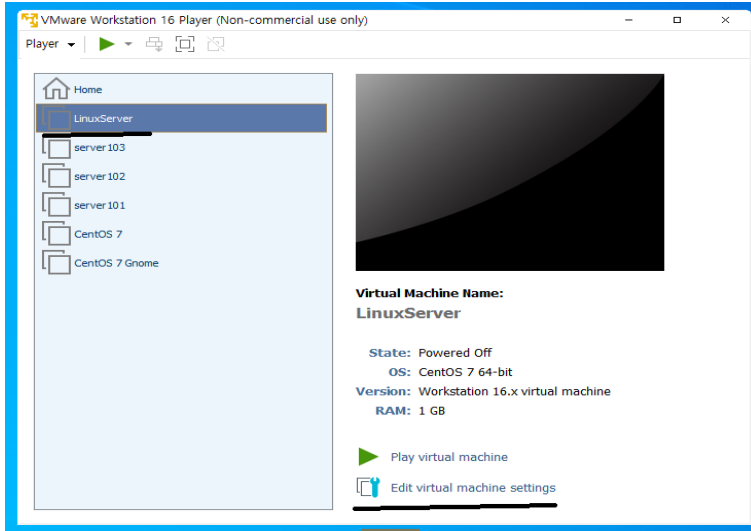 VMware Workstation 16 Player (Non-commercial use only)
Player
Home
LinuxServer
server103
server102
server101
CentOS 7
CentOS 7 Gnome
Virtual Machine Name:
LinuxServer
State: Powered Off
OS: CentOS 7 64-bit
Version: Workstation 16.x virtual machine
RAM: 1 GB
Play virtual machine
Edit virtual machine settings